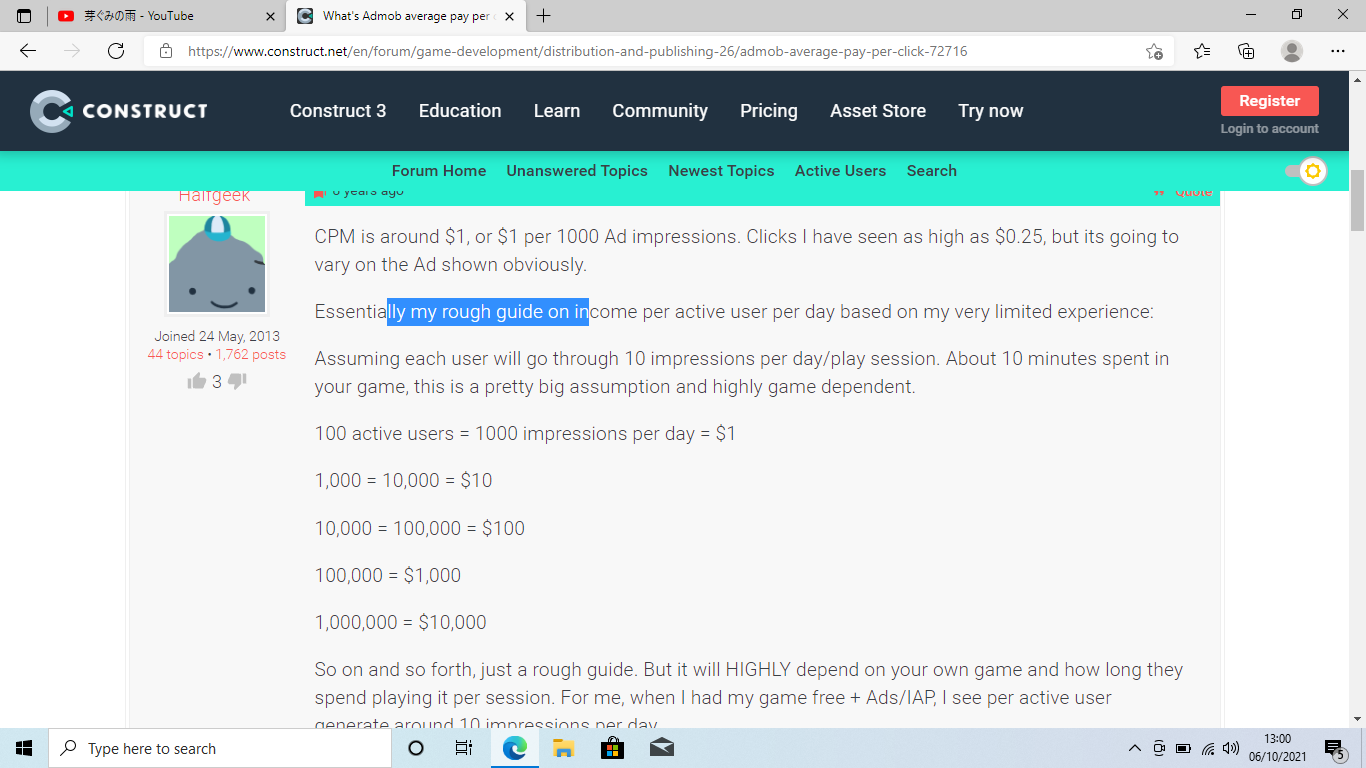 芽ぐみの雨 - YouTube
What's Admob average pay per
https://www.construct.net/en/forum/game-development/distribution-and-publishing-26/admob-average-pay-per-click-72716
CONSTRUCT
Construct 3 Education Learn Community Pricing Asset Store Try now
Register
Login to account
Forum Home Unanswered Topics Newest Topics Active Users Search
Halfgeek
8 years ago
Quote
Joined 24 May, 2013
44 topics • 1,762 posts
3
CPM is around $1, or $1 per 1000 Ad impressions. Clicks I have seen as high as $0.25, but its going to
vary on the Ad shown obviously.
Essentially my rough guide on income per active user per day based on my very limited experience:
Assuming each user will go through 10 impressions per day/play session. About 10 minutes spent in
your game, this is a pretty big assumption and highly game dependent.
100 active users = 1000 impressions per day = $1
1,000 = 10,000 = $10
10,000 = 100,000 = $100
100,000 = $1,000
1,000,000 = $10,000
So on and so forth, just a rough guide. But it will HIGHLY depend on your own game and how long they
spend playing it per session. For me, when I had my game free + Ads/IAP, I see per active user
generate around 10 impressions per day
Type here to search
13:00
06/10/2021
5